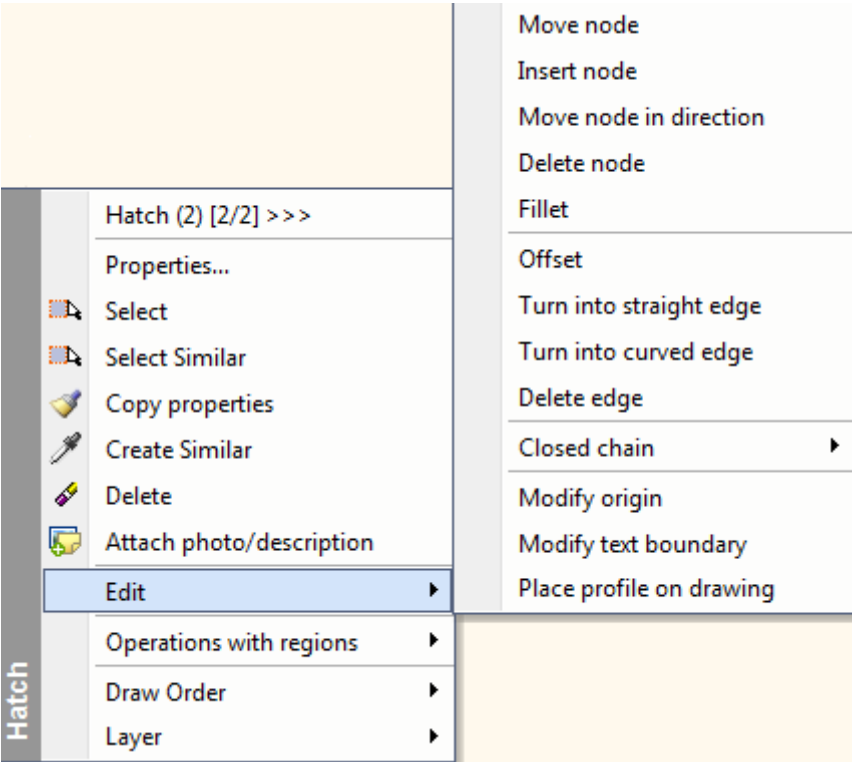 Hatch (2) [2/2] >>>
Properties...
Select
Select Similar
Copy properties
Create Similar
Delete
Attach photo/description
Edit
Operations with regions
Draw Order
Layer
Hatch
Move node
Insert node
Move node in direction
Delete node
Fillet
Offset
Turn into straight edge
Turn into curved edge
Delete edge
Closed chain
Modify origin
Modify text boundary
Place profile on drawing